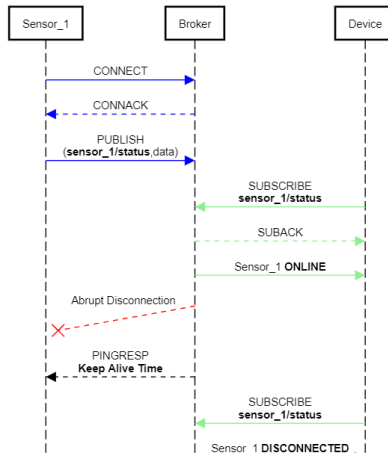 Sensor_1
Broker
Device
CONNECT
CONNACK
PUBLISH
(sensor_1/status,data)
SUBSCRIBE
sensor_1/status
SUBACK
Sensor_1 ONLINE
Abrupt Disconnection
PINGRESP
Keep Alive Time
SUBSCRIBE
sensor_1/status
Sensor_1 DISCONNECTED